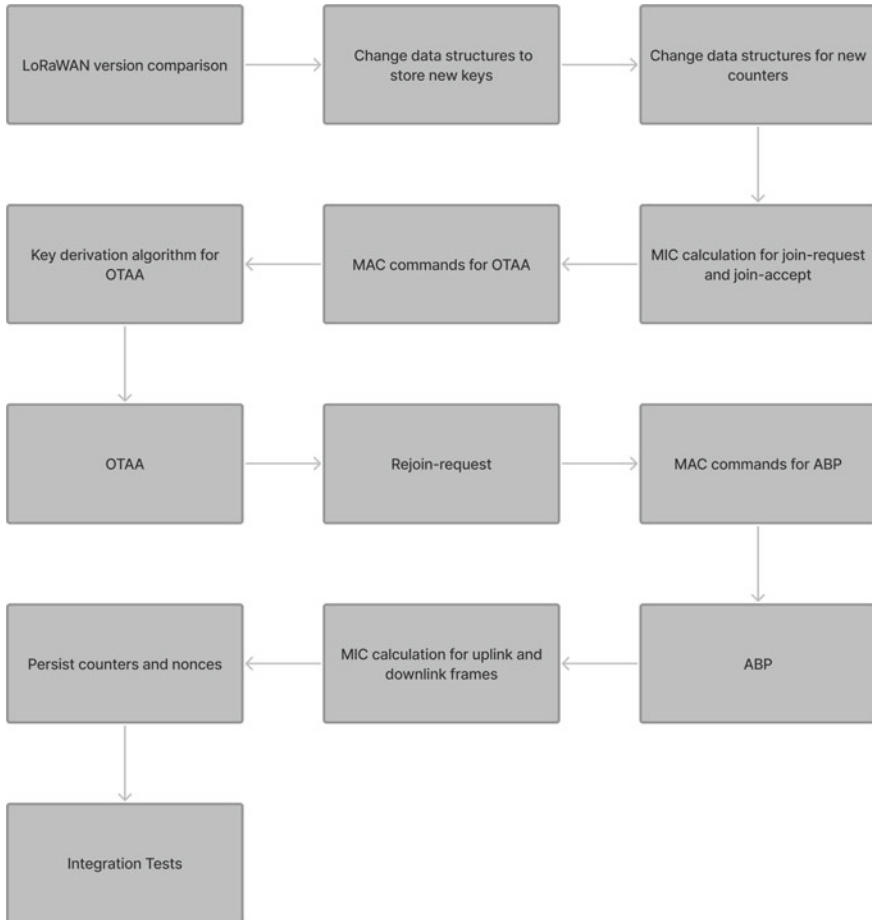 LoRaWAN version comparison
Change data structures to
store new keys
Change data structures for new
counters
Key derivation algorithm for
OTAA
MAC commands for OTAA
MIC calculation for join-request
and join-accept
OTAA
Rejoin-request
MAC commands for ABP
Persist counters and nonces
MIC calculation for uplink and
downlink frames
ABP
Integration Tests